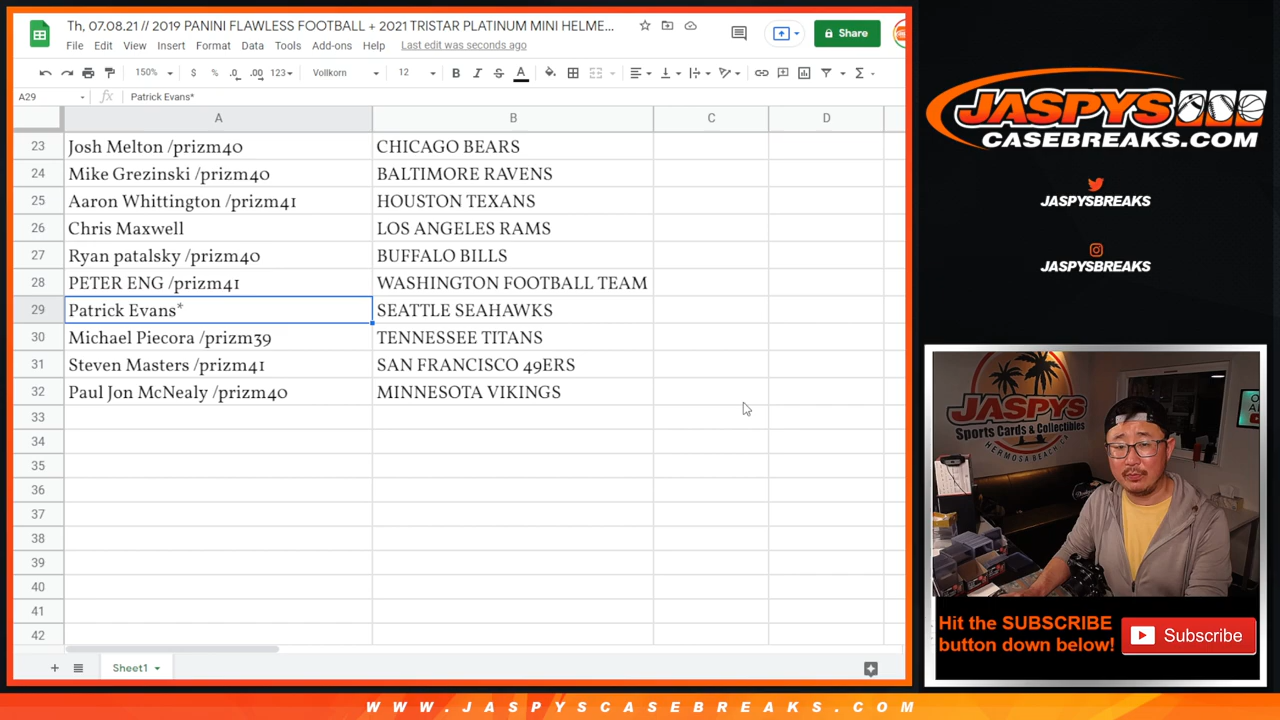 Th, 07.08.21 // 2019 PANINI FLAWLESS FOOTBALL + 2021 TRISTAR PLATINUM MINI HELME...
File Edit View Insert Format Data Tools Add-ons Help Last edit was seconds ago
Share
150% $ % .0 .00 123 Vollkorn 12 B I S A
A29 fx Patrick Evans*
A B C D
23 Josh Melton /prizm40 CHICAGO BEARS
24 Mike Grezinski /prizm40 BALTIMORE RAVENS
25 Aaron Whittington /prizm41 HOUSTON TEXANS
26 Chris Maxwell LOS ANGELES RAMS
27 Ryan patalsky /prizm40 BUFFALO BILLS
28 PETER ENG /prizm41 WASHINGTON FOOTBALL TEAM
29 Patrick Evans* SEATTLE SEAHAWKS
30 Michael Piecora /prizm39 TENNESSEE TITANS
31 Steven Masters /prizm41 SAN FRANCISCO 49ERS
32 Paul Jon McNealy /prizm40 MINNESOTA VIKINGS
33
34
35
36
37
38
39
40
41
42
Sheet1
JASPYS
CASEBREAKS.COM
JASPYSBREAKS
JASPYSBREAKS
JASPYS
Sports Cards & Collectibles
HERMOSA BEACH, CA
Hit the SUBSCRIBE
button down below!
Subscribe
WWW.JASPYSCASEBREAKS.COM